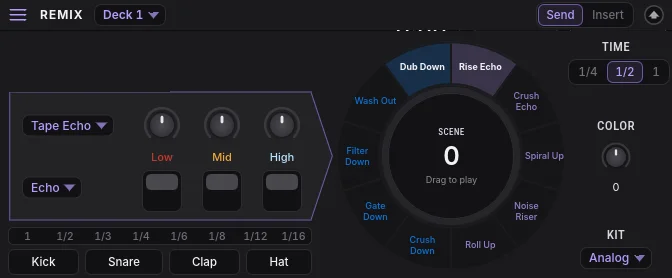 REMIX
Deck 1
Send
Insert
TIME
1/4
1/2
1
Dub Down
Rise Echo
Wash Out
Crush
Echo
Filter
Down
Spiral Up
Gate
Down
Noise
Riser
Crush
Down
Roll Up
SCENE
0
Drag to play
Tape Echo
Low
Mid
High
Echo
1
1/2
1/3
1/4
1/6
1/8
1/12
1/16
Kick
Snare
Clap
Hat
COLOR
0
KIT
Analog